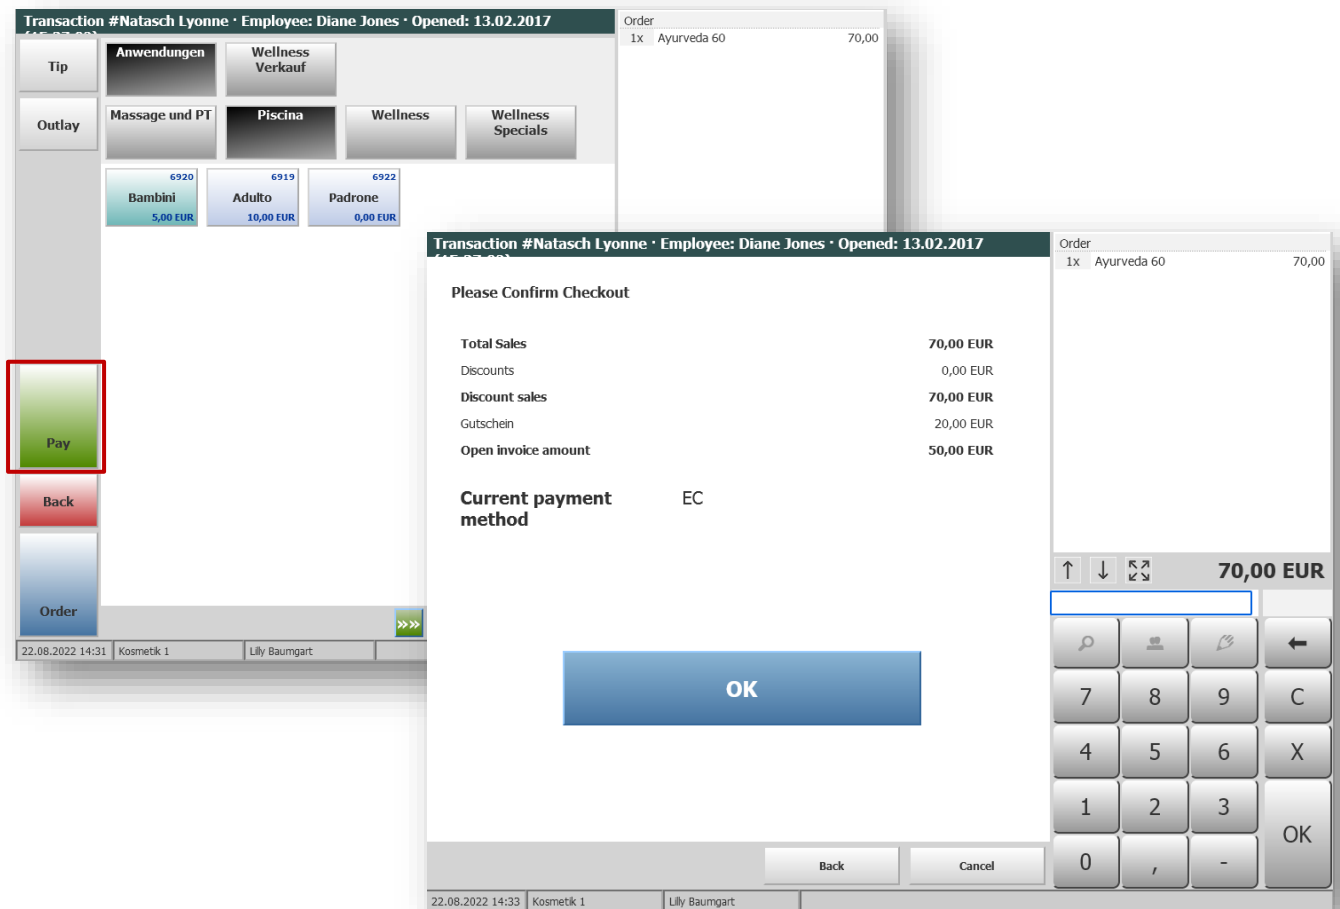 Transaction #Natasch Lyonne · Employee: Diane Jones · Opened: 13.02.2017
Order
1x Ayurveda 60 70,00
Tip
Outlay
Anwendungen
Wellness
Verkauf
Massage und PT
Piscina
Wellness
Wellness
Specials
6920
Bambini
5,00 EUR
6919
Adulto
10,00 EUR
6922
Padrone
0,00 EUR
Pay
Back
Order
»»
22.08.2022 14:31 Kosmetik 1 Lilly Baumgart
Transaction #Natasch Lyonne · Employee: Diane Jones · Opened: 13.02.2017
Please Confirm Checkout
Total Sales 70,00 EUR
Discounts 0,00 EUR
Discount sales 70,00 EUR
Gutschein 20,00 EUR
Open invoice amount 50,00 EUR
Current payment EC
method
OK
Back
Cancel
Order
1x Ayurveda 60 70,00
↑ ↓ 70,00 EUR
←
7 8 9 C
4 5 6 X
1 2 3
OK
0 , -
22.08.2022 14:33 Kosmetik 1 Lilly Baumgart